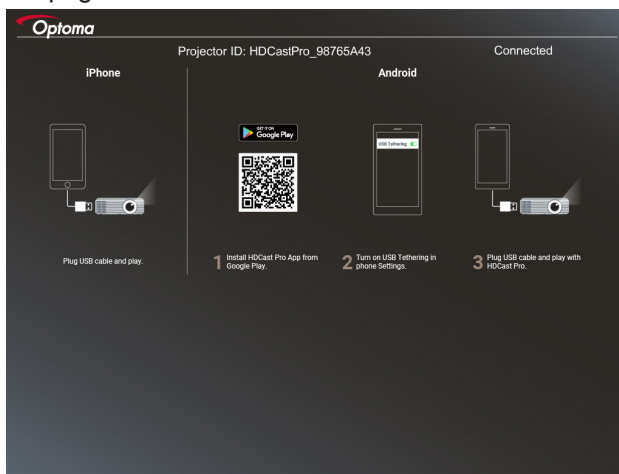 Optoma
Projector ID: HDCastPro_98765A43
Connected
iPhone
Plug USB cable and play.
Android
GET IT ON
Google Play
1 Install HDCast Pro App from
Google Play.
USB Tethering
2 Turn on USB Tethering in
phone Settings.
3 Plug USB cable and play with
HDCast Pro.